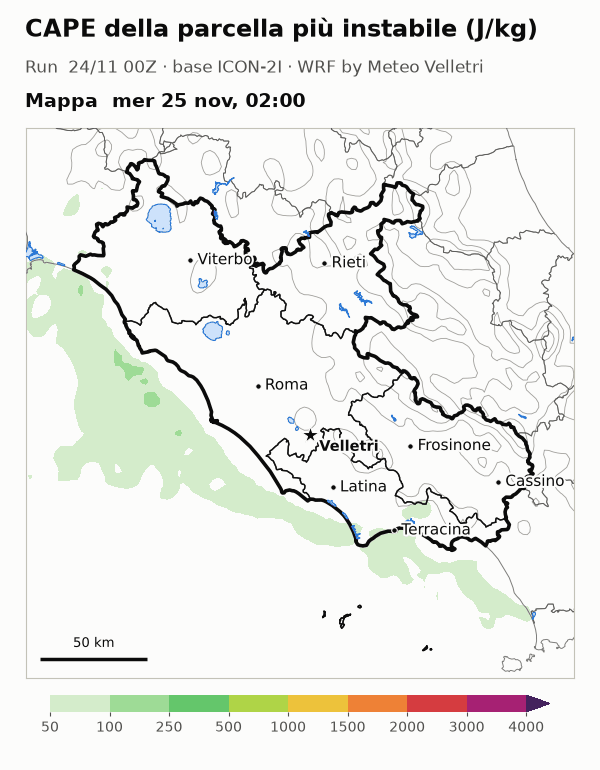 CAPE della parcella più instabile (J/kg)
Run 24/11 00Z · base ICON-2I · WRF by Meteo Velletri
Mappa mer 25 nov, 02:00
Viterbo
Rieti
Roma
Velletri
Frosinone
Latina
Cassino
Terracina
50 km
50 100 250 500 1000 1500 2000 3000 4000